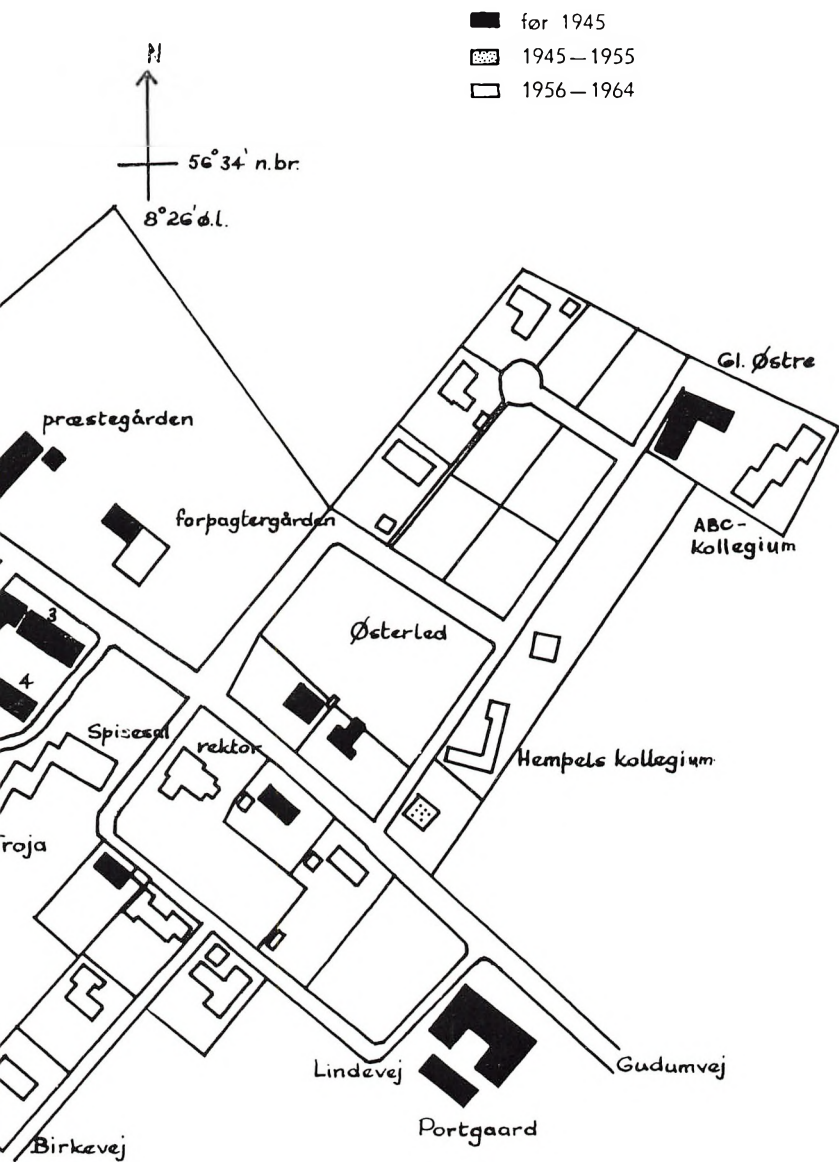 før 1945
1945—1955
1956—1964
N
56° 34' n.br.
8° 26' ø.l.
Gl. Østre
præstegården
forpagtergården
ABC-
kollegium
3
Østerled
4
Spisesal
rektor
Hempels kollegium
Troja
Lindevej
Gudumvej
Portgaard
Birkevej